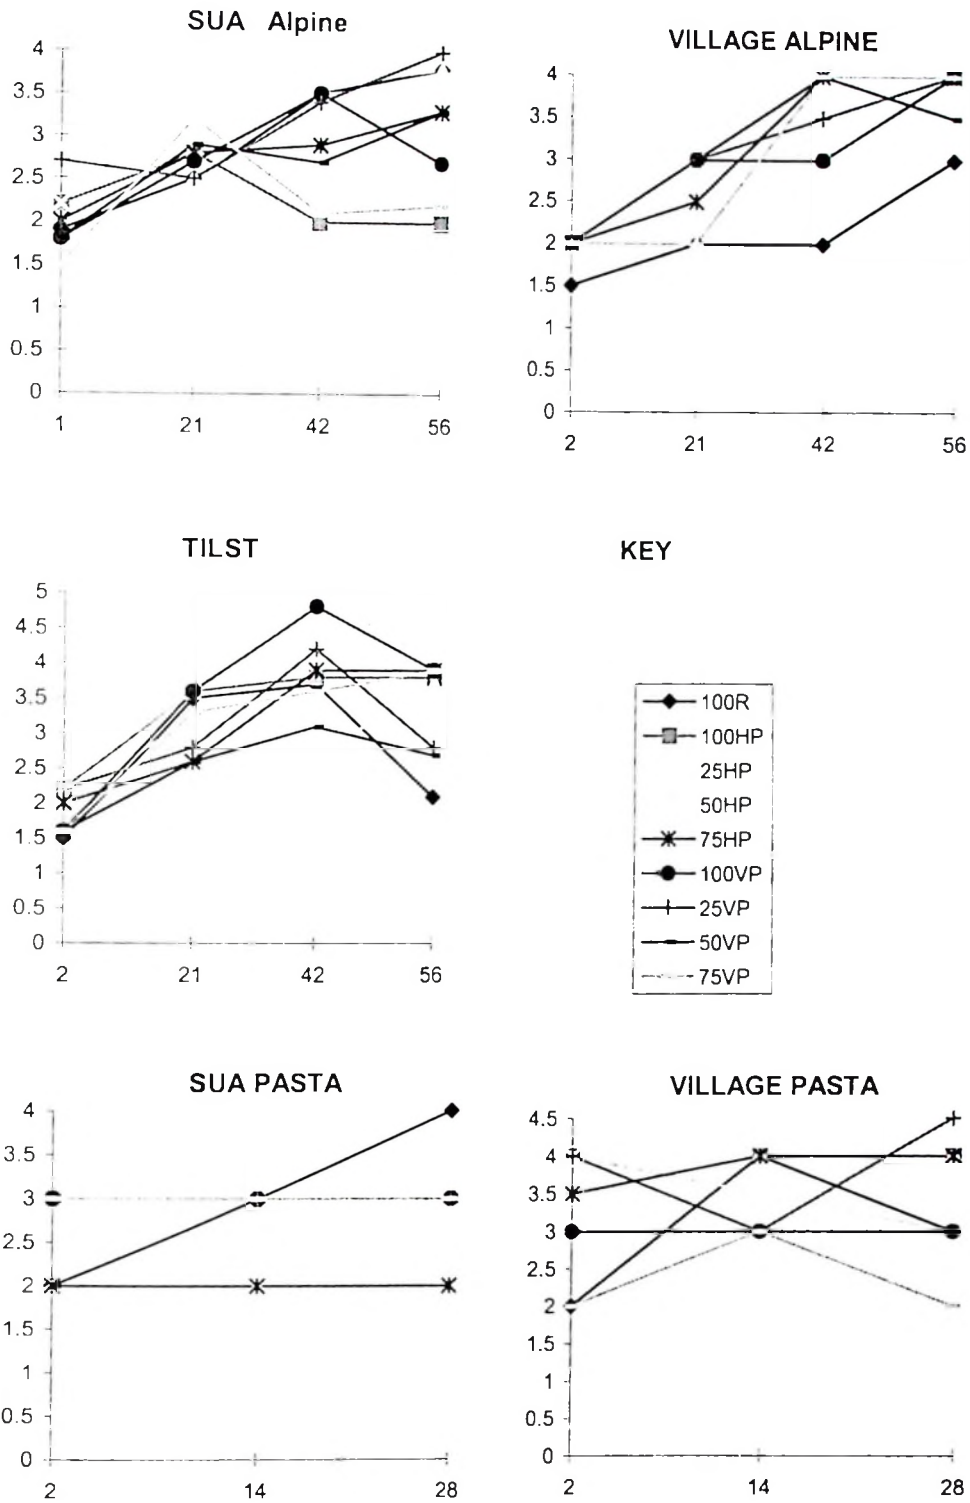 SUA Alpine
4
3.5
3
2.5
2
1.5
1
0.5
0
1 21 42 56
VILLAGE ALPINE
4
3.5
3
2.5
2
1.5
1
0.5
0
2 21 42 56
TILST
5
4.5
4
3.5
3
2.5
2
1.5
1
0.5
0
2 21 42 56
KEY
100R
100HP
25HP
50HP
75HP
100VP
25VP
50VP
75VP
SUA PASTA
4
3.5
3
2.5
2
1.5
1
0.5
0
2 14 28
VILLAGE PASTA
4.5
4
3.5
3
2.5
2
1.5
1
0.5
0
2 14 28